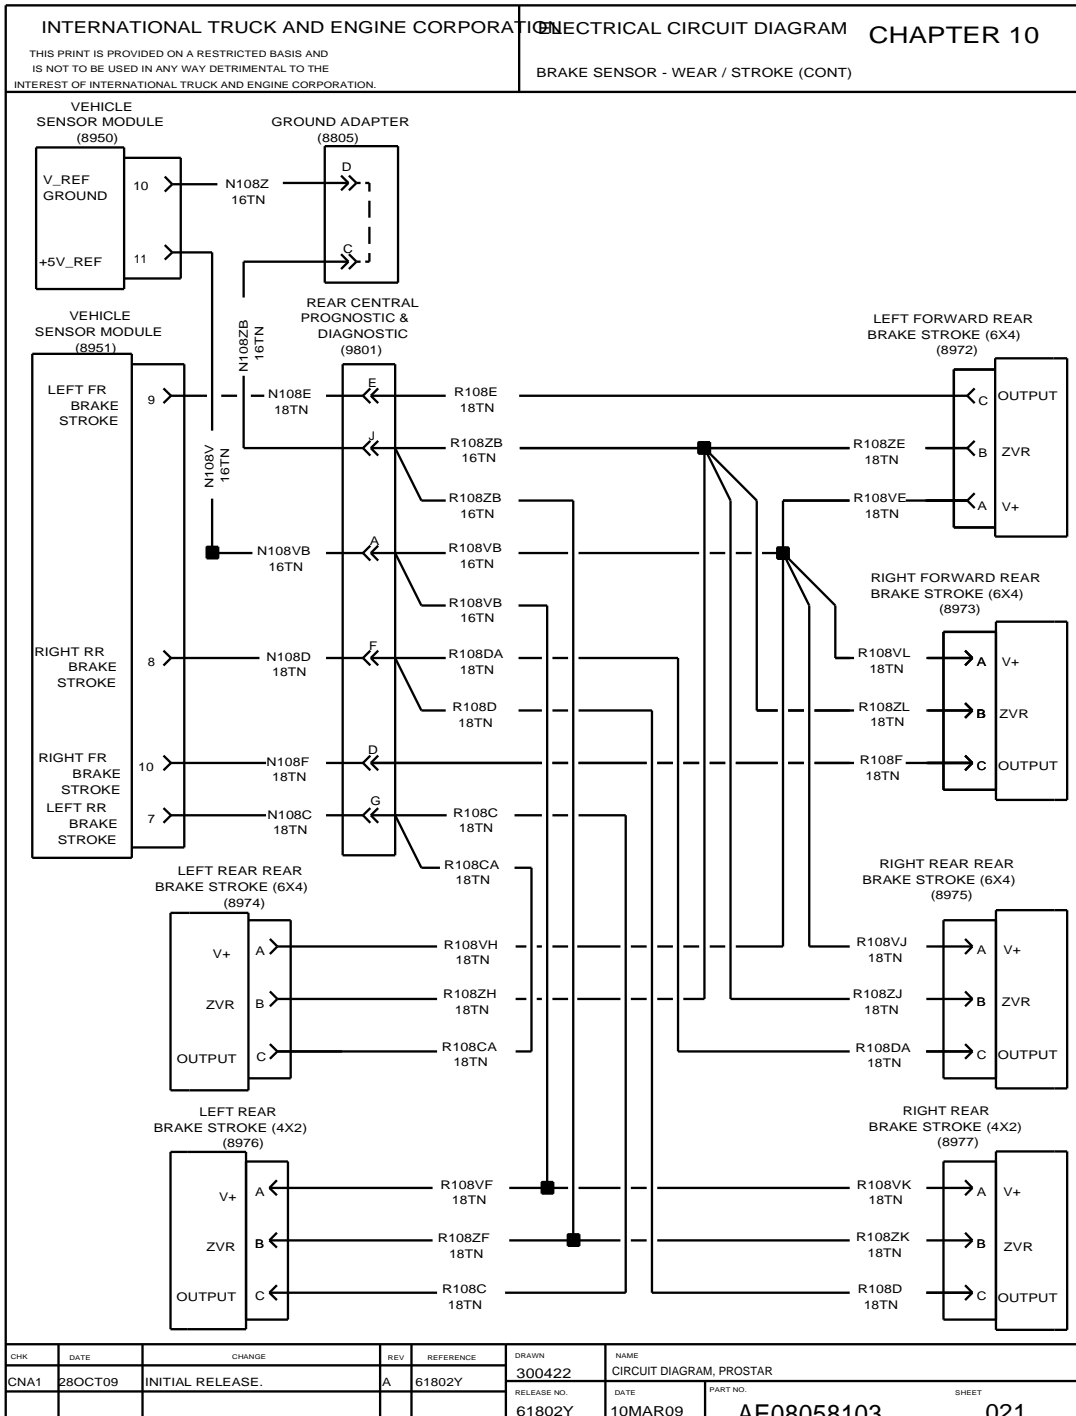 INTERNATIONAL TRUCK AND ENGINE CORPORATION
THIS PRINT IS PROVIDED ON A RESTRICTED BASIS AND
IS NOT TO BE USED IN ANY WAY DETRIMENTAL TO THE
INTEREST OF INTERNATIONAL TRUCK AND ENGINE CORPORATION.
ELECTRICAL CIRCUIT DIAGRAM
CHAPTER 10
BRAKE SENSOR - WEAR / STROKE (CONT)
VEHICLE
SENSOR MODULE
(8950)
V_REF
GROUND
10
+5V_REF
11
N108Z
16TN
GROUND ADAPTER
(8805)
D
C
N108ZB
16TN
N108V
16TN
VEHICLE
SENSOR MODULE
(8951)
LEFT FR
BRAKE
STROKE
9
RIGHT RR
BRAKE
STROKE
8
RIGHT FR
BRAKE
STROKE
10
LEFT RR
BRAKE
STROKE
7
N108E
18TN
N108VB
16TN
N108D
18TN
N108F
18TN
N108C
18TN
REAR CENTRAL
PROGNOSTIC &
DIAGNOSTIC
(9801)
E
J
A
F
D
G
R108E
18TN
R108ZB
16TN
R108ZB
16TN
R108VB
16TN
R108VB
16TN
R108DA
18TN
R108D
18TN
R108C
18TN
R108CA
18TN
LEFT FORWARD REAR
BRAKE STROKE (6X4)
(8972)
C OUTPUT
R108ZE
18TN
B ZVR
R108VE
18TN
A V+
RIGHT FORWARD REAR
BRAKE STROKE (6X4)
(8973)
R108VL
18TN
A V+
R108ZL
18TN
B ZVR
R108F
18TN
C OUTPUT
LEFT REAR REAR
BRAKE STROKE (6X4)
(8974)
V+ A
R108VH
18TN
ZVR B
R108ZH
18TN
OUTPUT C
R108CA
18TN
RIGHT REAR REAR
BRAKE STROKE (6X4)
(8975)
R108VJ
18TN
A V+
R108ZJ
18TN
B ZVR
R108DA
18TN
C OUTPUT
LEFT REAR
BRAKE STROKE (4X2)
(8976)
V+ A
R108VF
18TN
ZVR B
R108ZF
18TN
OUTPUT C
R108C
18TN
RIGHT REAR
BRAKE STROKE (4X2)
(8977)
R108VK
18TN
A V+
R108ZK
18TN
B ZVR
R108D
18TN
C OUTPUT
CHK DATE CHANGE REV REFERENCE
CNA1 28OCT09 INITIAL RELEASE. A 61802Y
DRAWN
300422
NAME
CIRCUIT DIAGRAM, PROSTAR
RELEASE NO.
61802Y
DATE
10MAR09
PART NO.
AE08058103
SHEET
021